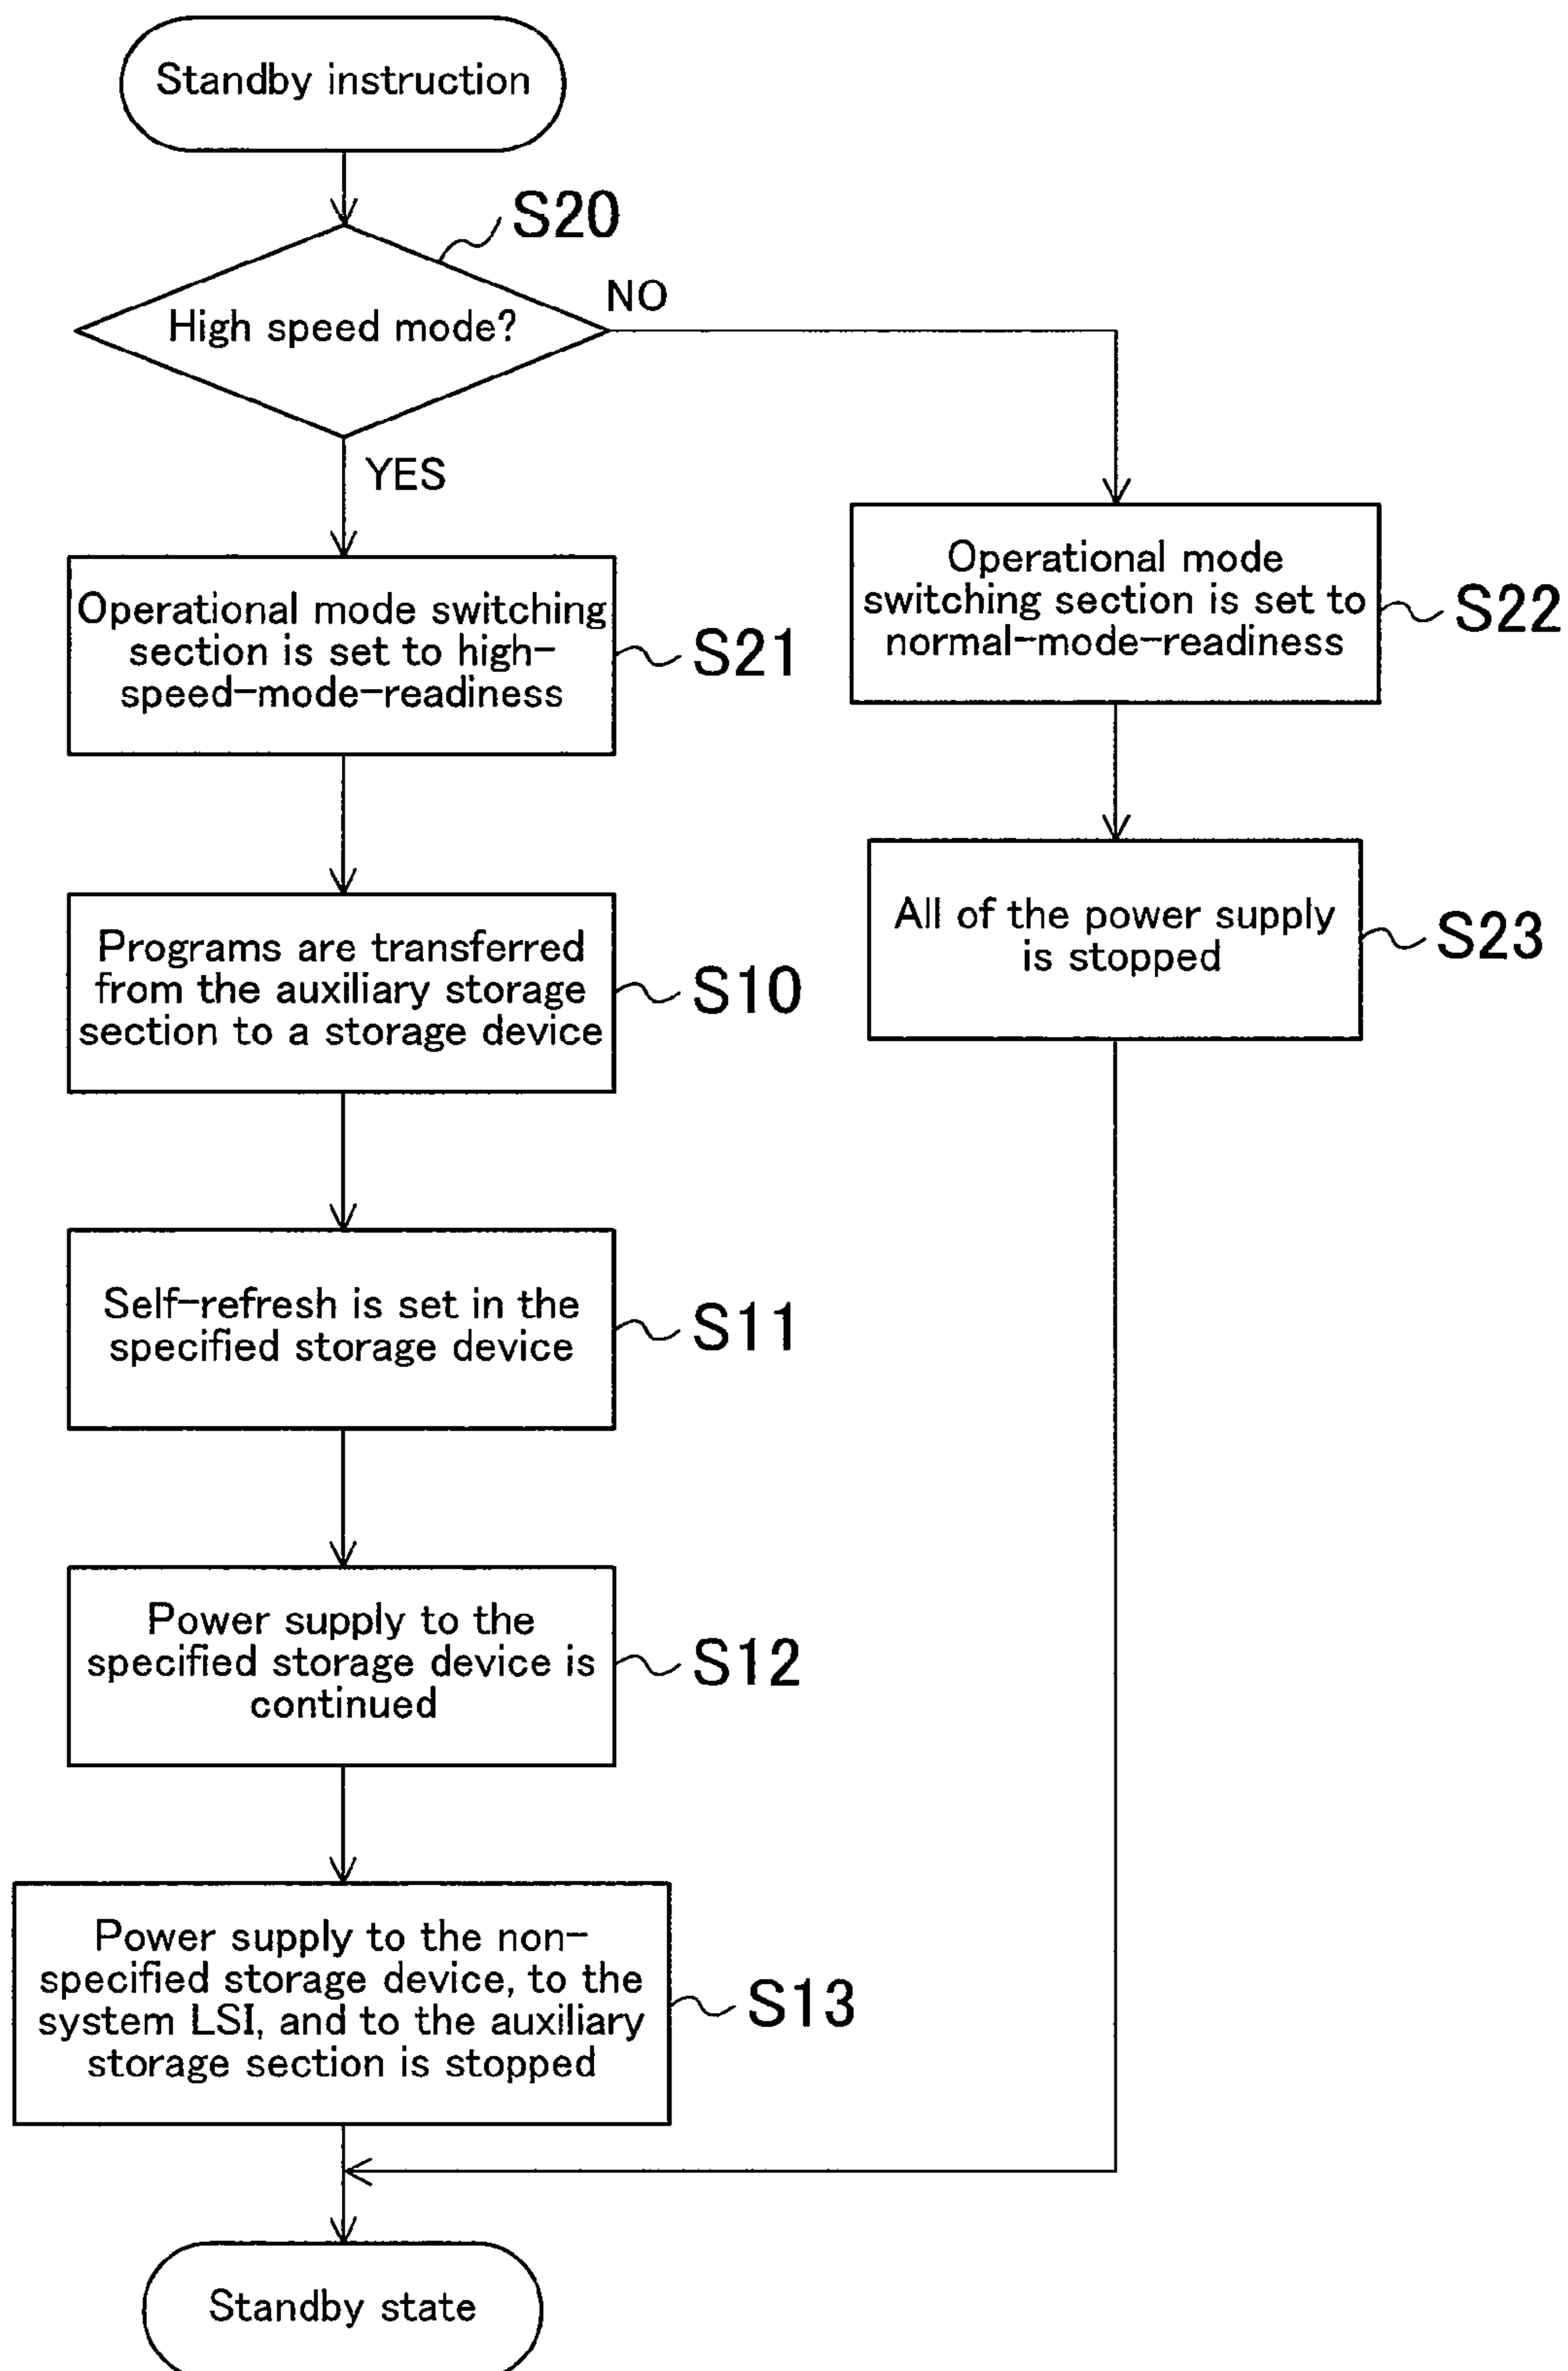 Standby instruction
S20
High speed mode?
NO
YES
Operational mode switching
section is set to high-
speed-mode-readiness
S21
Operational mode
switching section is set to
normal-mode-readiness
S22
Programs are transferred
from the auxiliary storage
section to a storage device
S10
All of the power supply
is stopped
S23
Self-refresh is set in the
specified storage device
S11
Power supply to the
specified storage device is
continued
S12
Power supply to the non-
specified storage device, to the
system LSI, and to the auxiliary
storage section is stopped
S13
Standby state